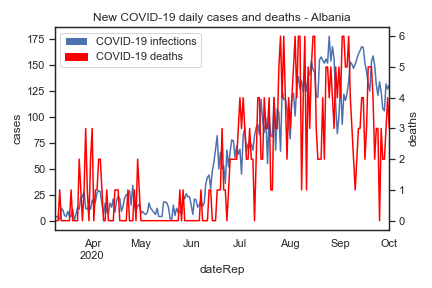 New COVID-19 daily cases and deaths - Albania
COVID-19 infections
COVID-19 deaths
175
150
125
100
75
50
25
0
cases
6
5
4
3
2
1
0
deaths
Apr May Jun Jul Aug Sep Oct
2020
dateRep